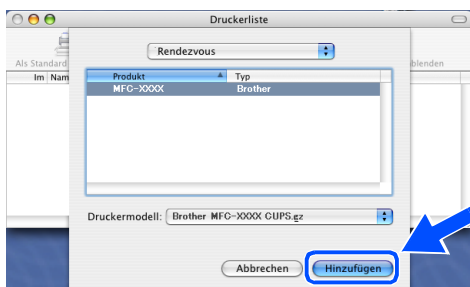 Druckerliste
Rendezvous
Als Standard
blenden
Im Nam
Produkt Typ
MFC-XXXX Brother
Druckermodell: Brother MFC-XXXX CUPS.gz
Abbrechen Hinzufügen